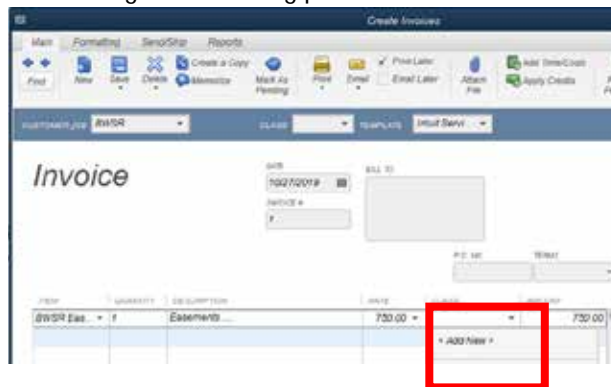 Create Invoices
Main Formatting Send/Ship Reports
Find New Save Delete Create a Copy Memorize Mark As Pending Print Email Print Later Email Later Attach File Add Time/Costs Apply Credits
CUSTOMER:JOB BWSR CLASS TEMPLATE Intuit Servi...
Invoice
DATE BILL TO
10/27/2019
INVOICE #
1
P.O. NO. TERMS
ITEM QUANTITY DESCRIPTION RATE CLASS AMOUNT
BWSR Eas... 1 Easements ... 750.00 750.00
< Add New >